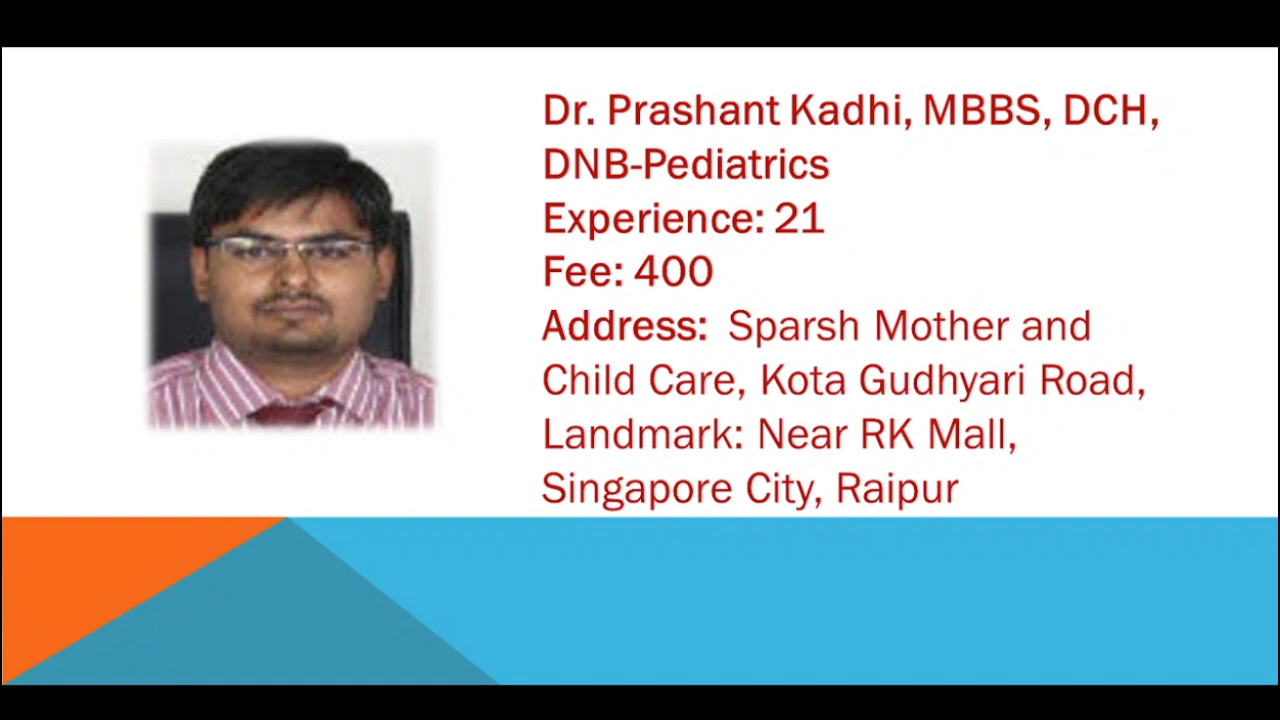 Dr. Prashant Kadhi, MBBS, DCH,
DNB-Pediatrics
Experience: 21
Fee: 400
Address: Sparsh Mother and
Child Care, Kota Gudhyari Road,
Landmark: Near RK Mall,
Singapore City, Raipur